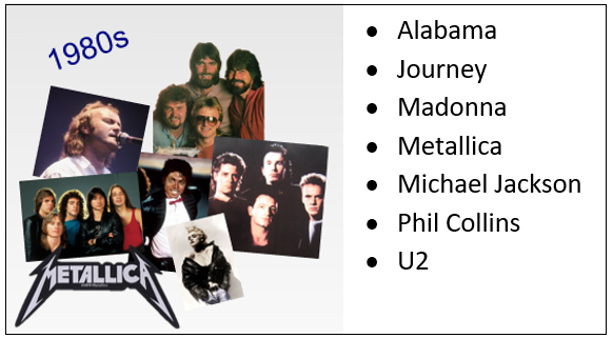 1980s
METALLICA
• Alabama
• Journey
• Madonna
• Metallica
• Michael Jackson
• Phil Collins
• U2